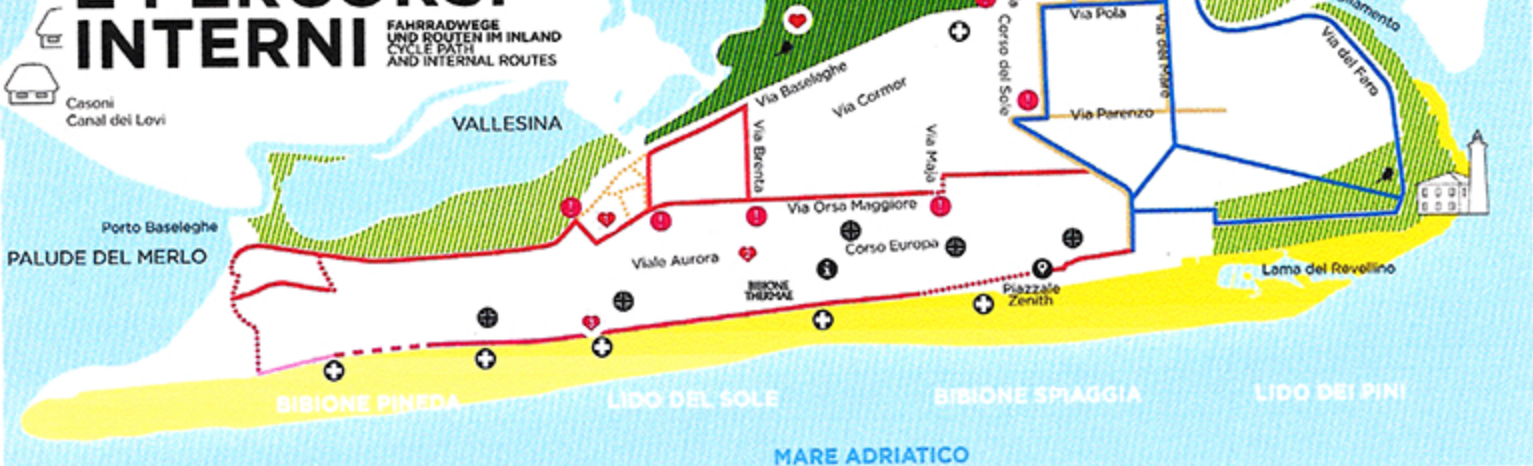 INTERNI
FAHRRADWEGE
UND ROUTEN IM INLAND
CYCLE PATH
AND INTERNAL ROUTES
Casoni
Canal dei Lovi
VALLESINA
Via Baseleghe
Via Cormor
Corso del Sole
Via Pola
Via del Mare
Via del Faro
Via Parenzo
Via Brenta
Via Maja
Via Orsa Maggiore
Porto Baseleghe
PALUDE DEL MERLO
Viale Aurora
Corso Europa
BIBIONE
THERMAE
Piazzale
Zenith
Lama del Revellino
1
2
3
BIBIONE PINEDA
LIDO DEL SOLE
BIBIONE SPIAGGIA
LIDO DEI PINI
MARE ADRIATICO